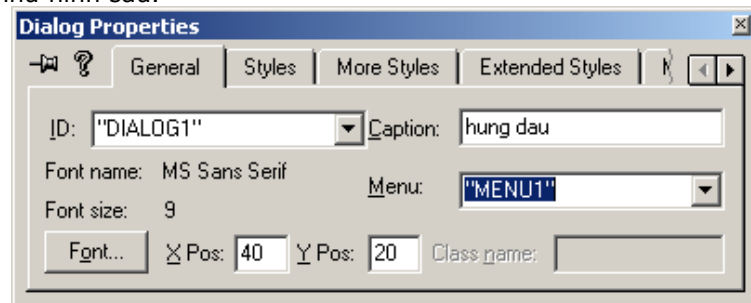 Dialog Properties
General Styles More Styles Extended Styles
ID: "DIALOG1" Caption: hung dau
Font name: MS Sans Serif
Menu: "MENU1"
Font size: 9
Font... X Pos: 40 Y Pos: 20 Class name: